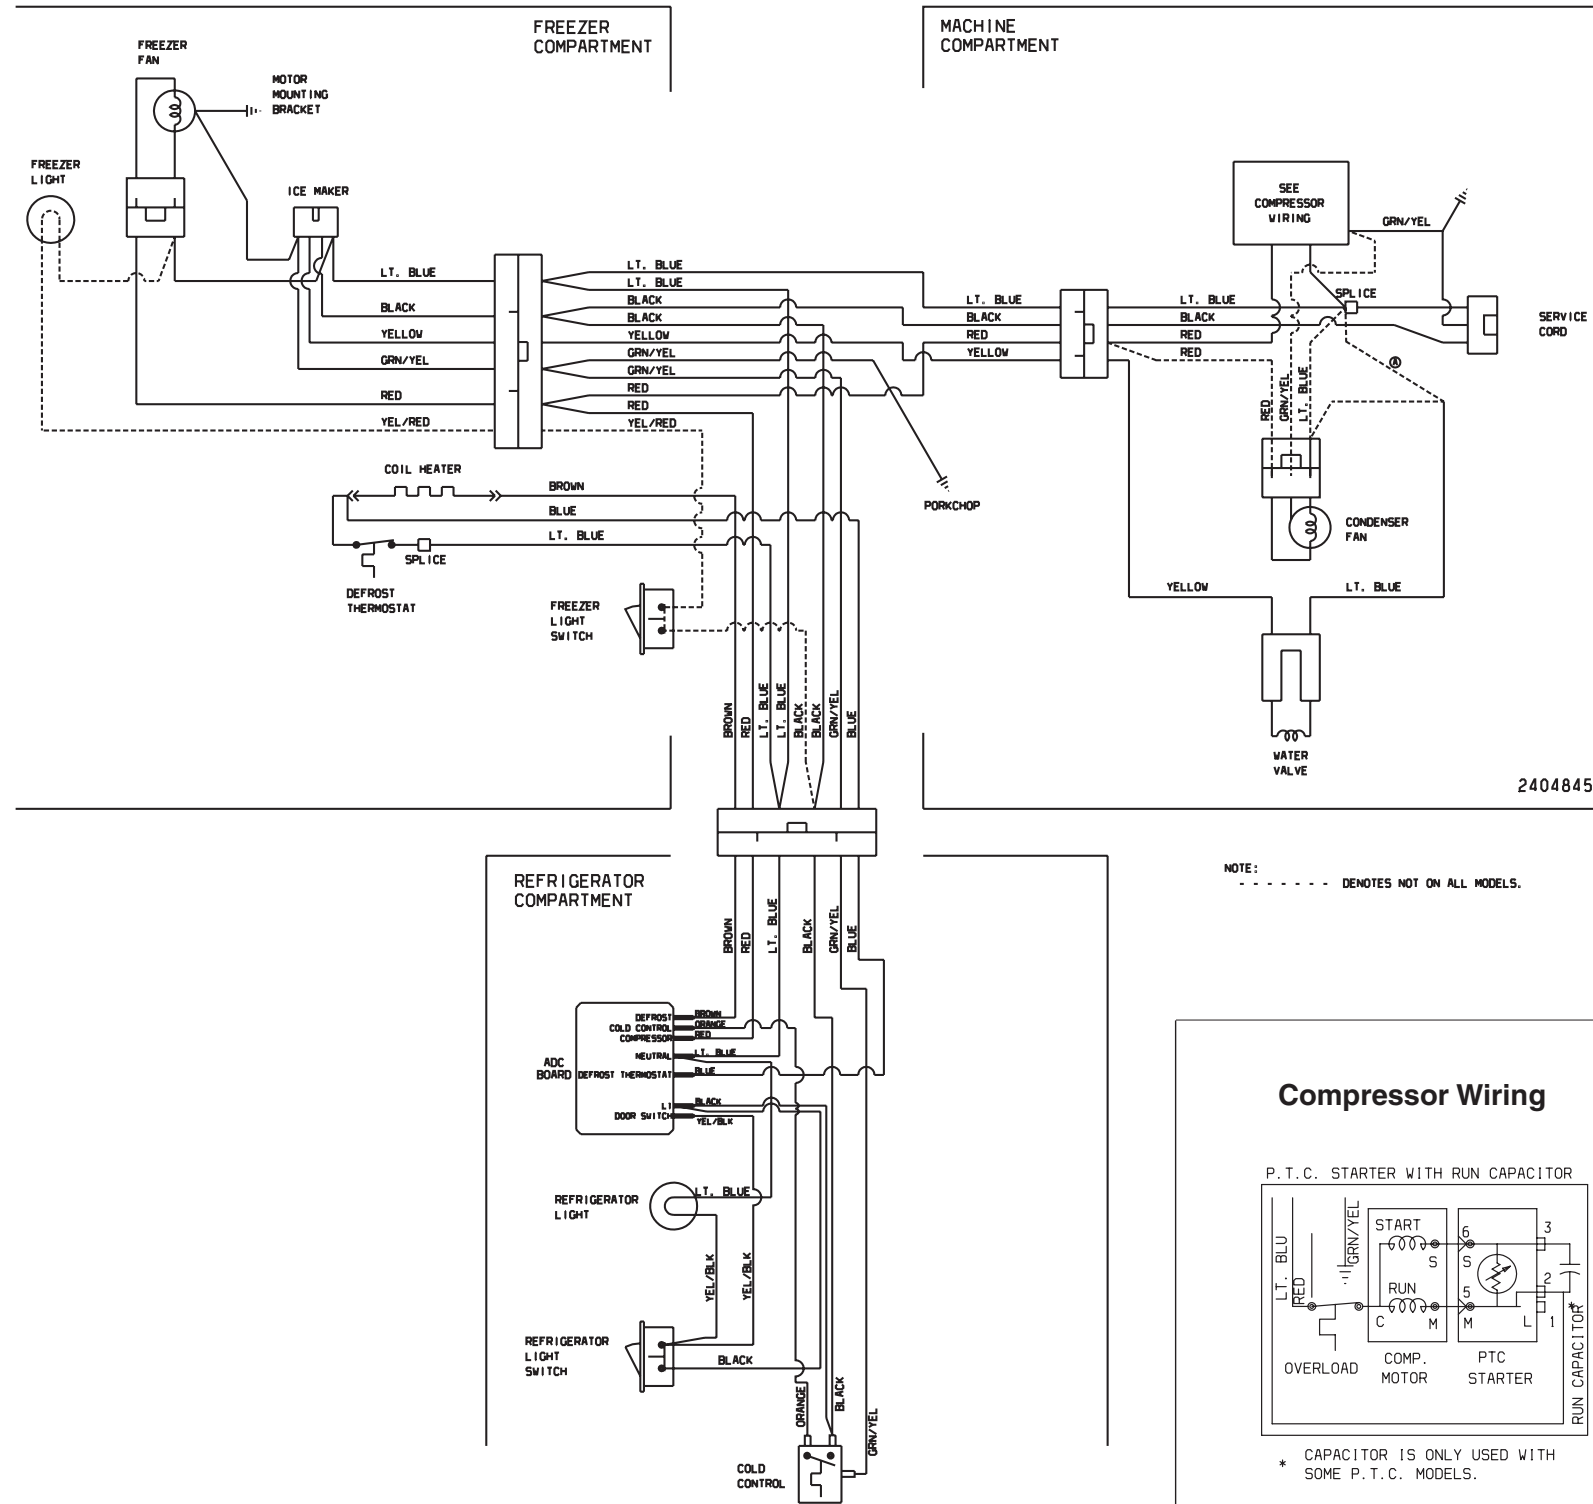 FREEZER
COMPARTMENT
MACHINE
COMPARTMENT
FREEZER
FAN
MOTOR
MOUNTING
BRACKET
FREEZER
LIGHT
ICE MAKER
SEE
COMPRESSOR
WIRING
GRN/YEL
LT. BLUE
BLACK
YELLOW
GRN/YEL
RED
YEL/RED
LT. BLUE
LT. BLUE
BLACK
BLACK
YELLOW
GRN/YEL
GRN/YEL
RED
RED
YEL/RED
LT. BLUE
BLACK
RED
YELLOW
LT. BLUE
BLACK
RED
RED
SPLICE
SERVICE
CORD
A
RED
GRN/YEL
LT. BLUE
PORKCHOP
COIL HEATER
BROWN
BLUE
LT. BLUE
SPLICE
DEFROST
THERMOSTAT
CONDENSER
FAN
FREEZER
LIGHT
SWITCH
YELLOW
LT. BLUE
BROWN
RED
LT. BLUE
LT. BLUE
BLACK
BLACK
GRN/YEL
BLUE
WATER
VALVE
2404845
REFRIGERATOR
COMPARTMENT
NOTE:
- - - - - - - DENOTES NOT ON ALL MODELS.
BROWN
RED
LT. BLUE
BLACK
GRN/YEL
BLUE
ADC
BOARD
DEFROST
COLD CONTROL
COMPRESSOR
NEUTRAL
DEFROST THERMOSTAT
L1
DOOR SWITCH
BROWN
ORANGE
RED
LT. BLUE
BLUE
BLACK
YEL/BLK
REFRIGERATOR
LIGHT
LT. BLUE
YEL/BLK
YEL/BLK
REFRIGERATOR
LIGHT
SWITCH
BLACK
ORANGE
BLACK
GRN/YEL
COLD
CONTROL
Compressor Wiring
P.T.C. STARTER WITH RUN CAPACITOR
LT. BLU
RED
GRN/YEL
START
S
RUN
C
M
6
S
5
M
L
3
2
1
*
RUN CAPACITOR
OVERLOAD
COMP.
MOTOR
PTC
STARTER
* CAPACITOR IS ONLY USED WITH
SOME P.T.C. MODELS.